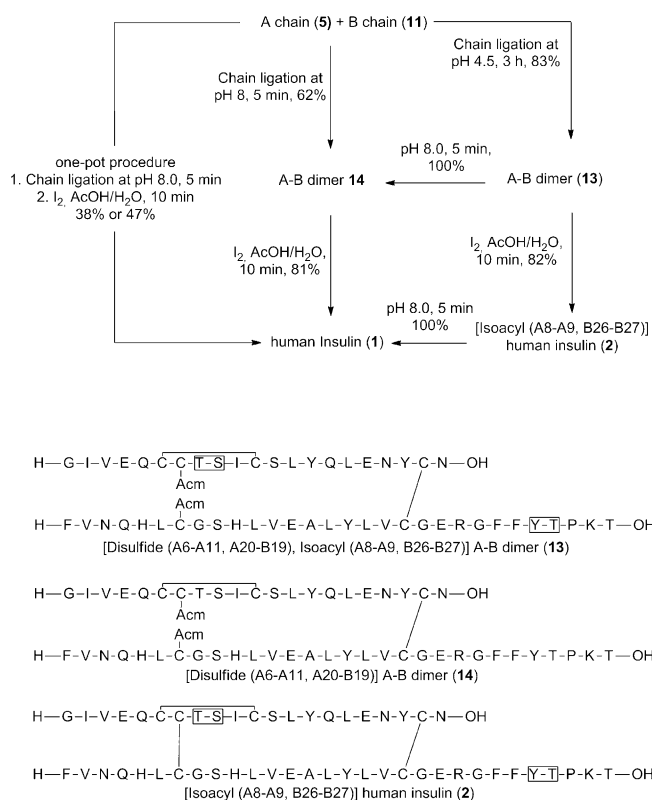 A chain (5) + B chain (11)
Chain ligation at
pH 4.5, 3 h, 83%
Chain ligation at
pH 8, 5 min, 62%
one-pot procedure
1. Chain ligation at pH 8.0, 5 min
2. I2, AcOH/H2O, 10 min
38% or 47%
pH 8.0, 5 min,
100%
A-B dimer 14
A-B dimer (13)
I2, AcOH/H2O,
10 min, 81%
I2, AcOH/H2O,
10 min, 82%
pH 8.0, 5 min
100%
human Insulin (1)
[Isoacyl (A8-A9, B26-B27)]
human insulin (2)
H—G-I-V-E-Q-C-C-T-S-I-C-S-L-Y-Q-L-E-N-Y-C-N—OH
Acm
Acm
H—F-V-N-Q-H-L-C-G-S-H-L-V-E-A-L-Y-L-V-C-G-E-R-G-F-F-Y-T-P-K-T—OH
[Disulfide (A6-A11, A20-B19), Isoacyl (A8-A9, B26-B27)] A-B dimer (13)
H—G-I-V-E-Q-C-C-T-S-I-C-S-L-Y-Q-L-E-N-Y-C-N—OH
Acm
Acm
H—F-V-N-Q-H-L-C-G-S-H-L-V-E-A-L-Y-L-V-C-G-E-R-G-F-F-Y-T-P-K-T—OH
[Disulfide (A6-A11, A20-B19)] A-B dimer (14)
H—G-I-V-E-Q-C-C-T-S-I-C-S-L-Y-Q-L-E-N-Y-C-N—OH
H—F-V-N-Q-H-L-C-G-S-H-L-V-E-A-L-Y-L-V-C-G-E-R-G-F-F-Y-T-P-K-T—OH
[Isoacyl (A8-A9, B26-B27)] human insulin (2)